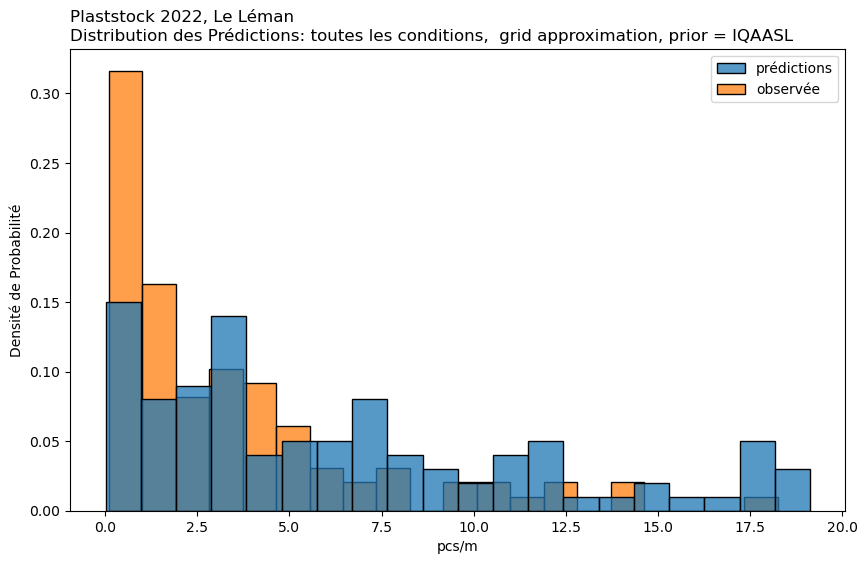 Plaststock 2022, Le Léman
Distribution des Prédictions: toutes les conditions,  grid approximation, prior = IQAASL
prédictions
observée
Densité de Probabilité
0.30
0.25
0.20
0.15
0.10
0.05
0.00
0.0 2.5 5.0 7.5 10.0 12.5 15.0 17.5 20.0
pcs/m